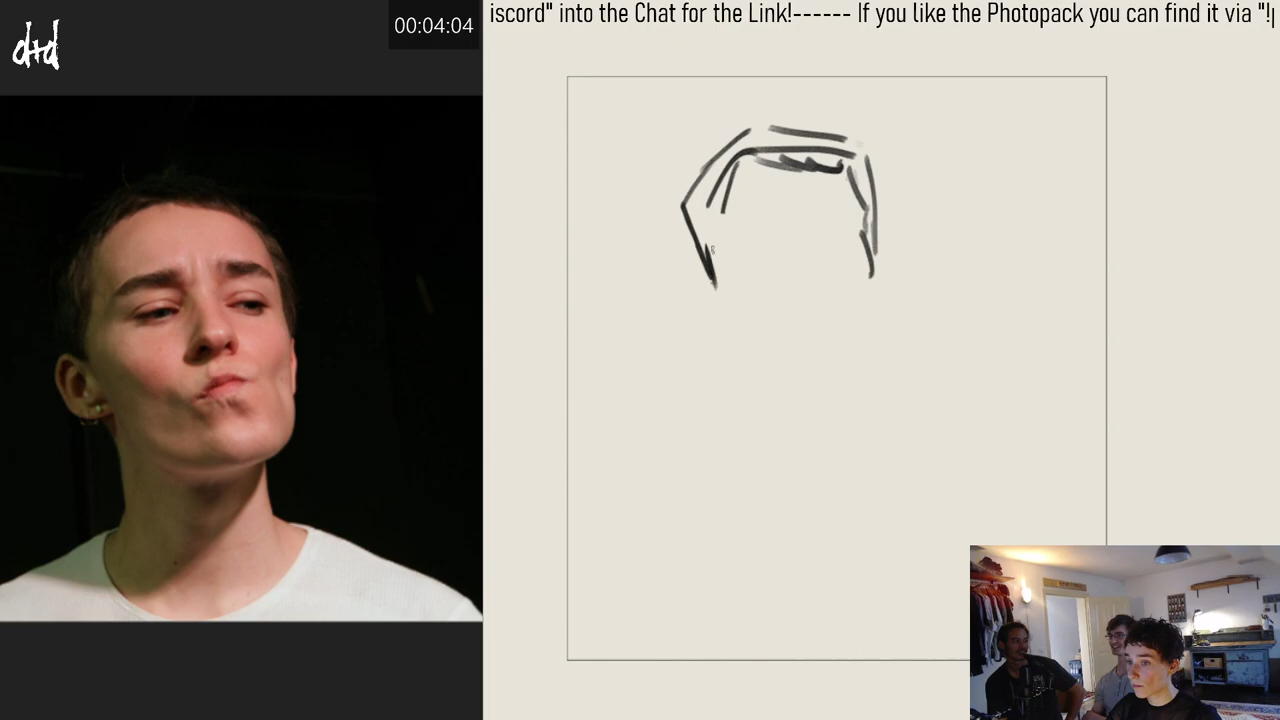 d+d
00:04:04
iscord" into the Chat for the Link!------ If you like the Photopack you can find it via "!